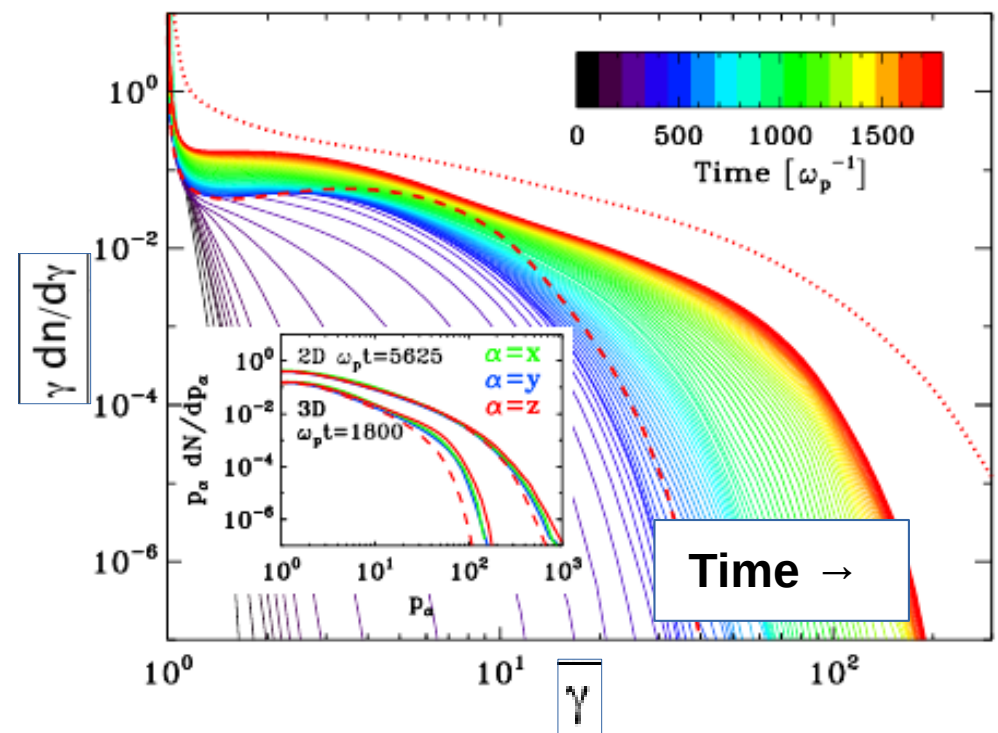 10⁰
10⁻²
10⁻⁴
10⁻⁶
γ dn/dγ
0 500 1000 1500
Time [ωₚ⁻¹]
2D ωₚt=5625
3D
ωₚt=1800
α=x
α=y
α=z
10⁰
10⁻²
10⁻⁴
10⁻⁶
pα dN/dpα
10⁰ 10¹ 10² 10³
pα
Time →
10⁰ 10¹ 10²
γ